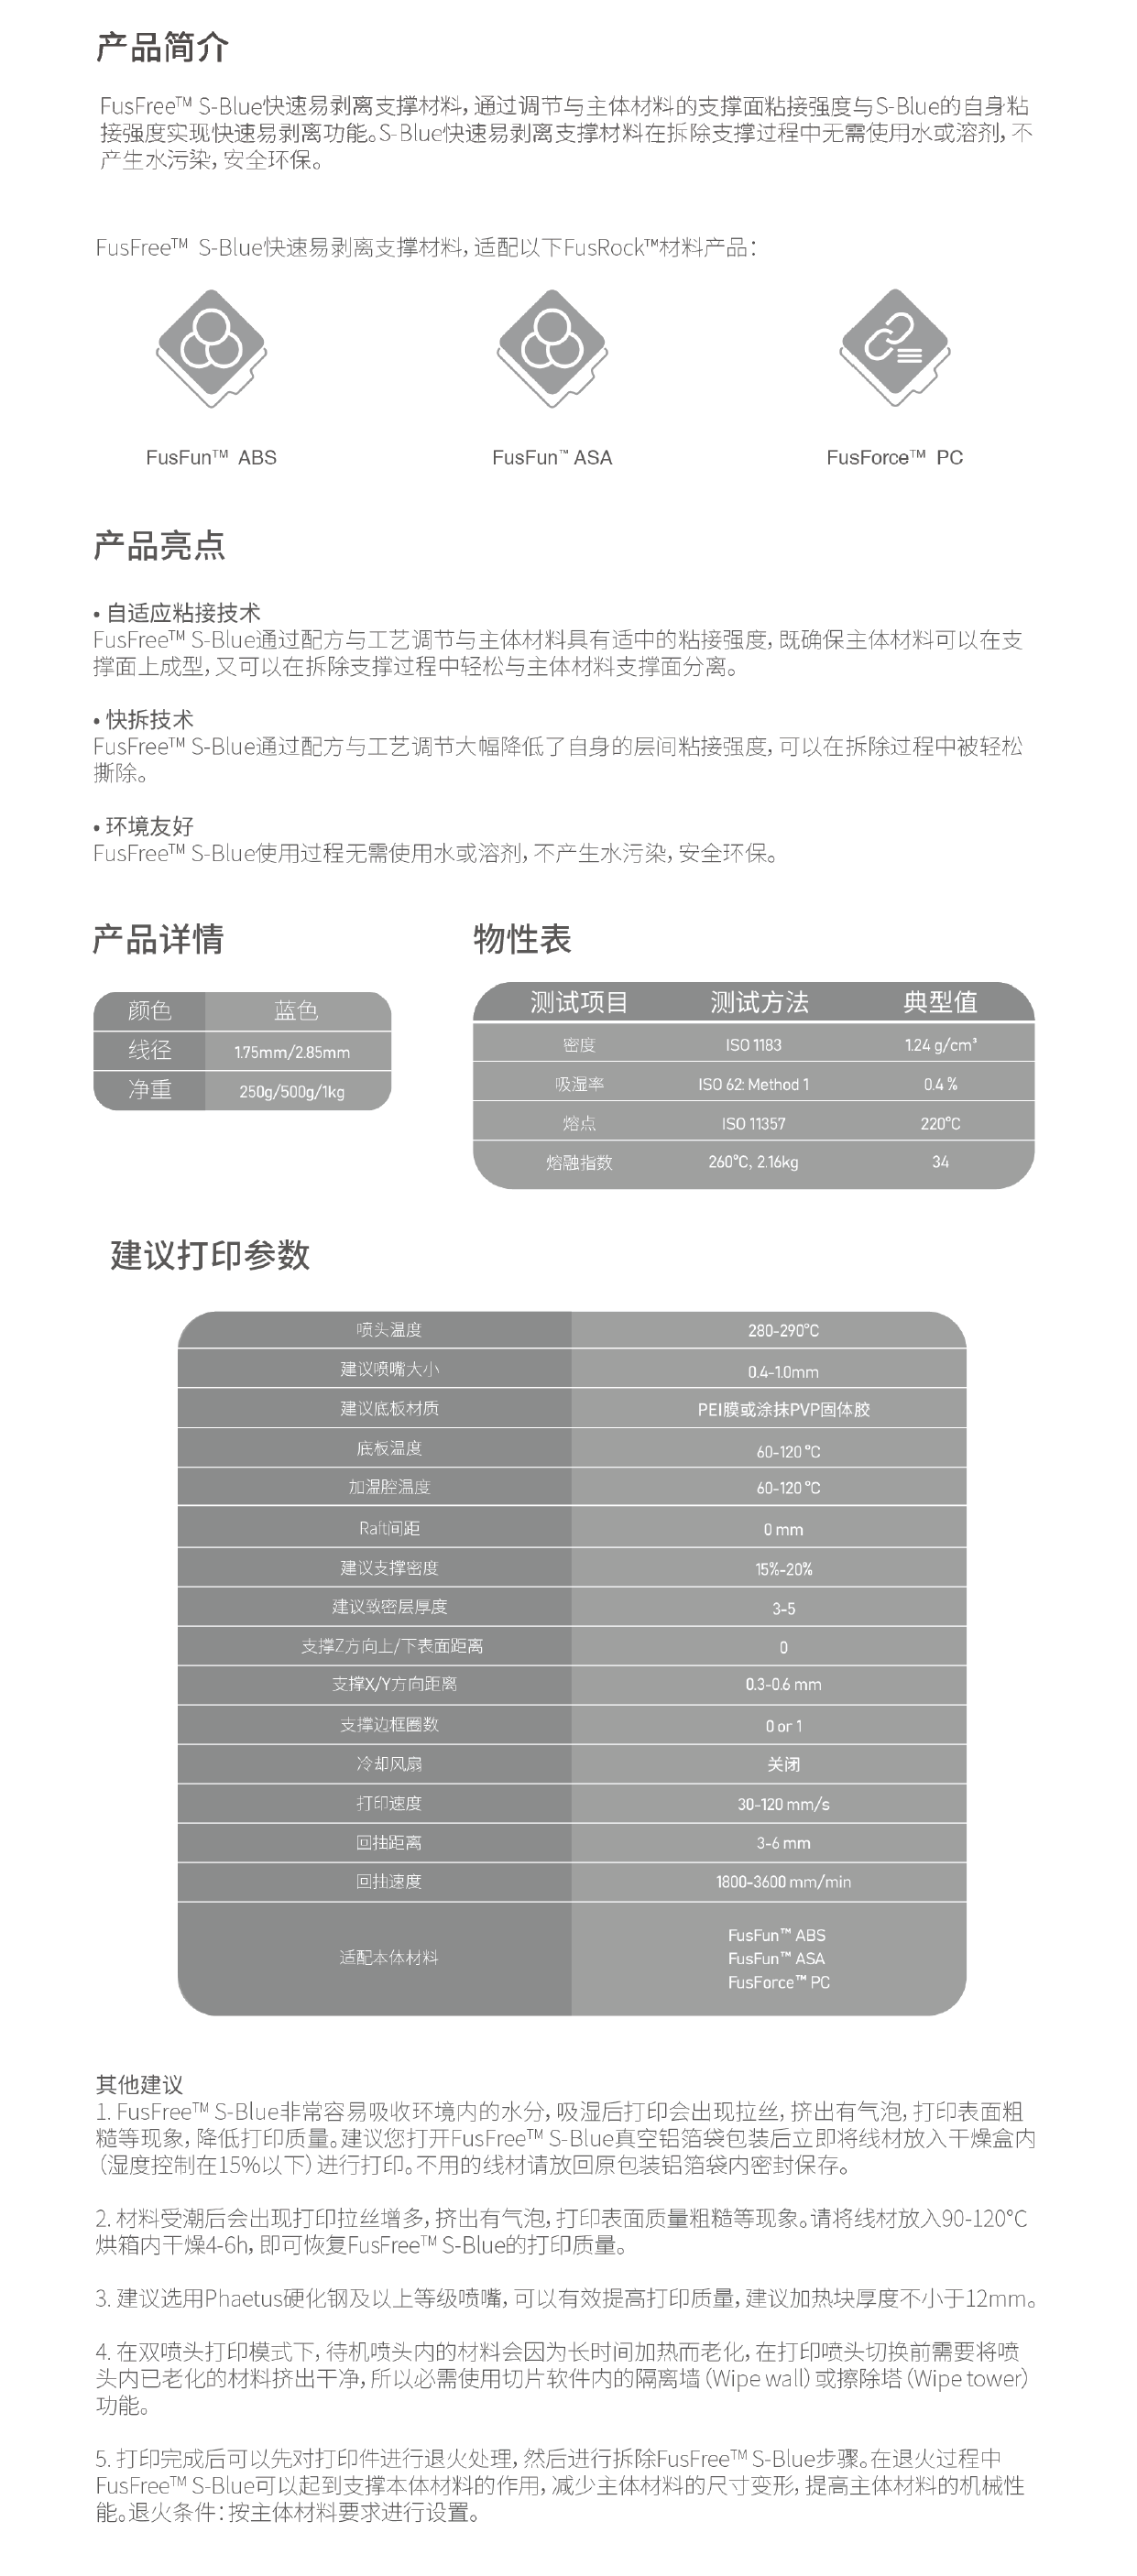 产品简介
FusFree™ S-Blue快速易剥离支撑材料，通过调节与主体材料的支撑面粘接强度与S-Blue的自身粘
接强度实现快速易剥离功能。S-Blue快速易剥离支撑材料在拆除支撑过程中无需使用水或溶剂，不
产生水污染，安全环保。
FusFree™ S-Blue快速易剥离支撑材料，适配以下FusRock™材料产品：
FusFun™ ABS
FusFun™ ASA
FusForce™ PC
产品亮点
• 自适应粘接技术
FusFree™ S-Blue通过配方与工艺调节与主体材料具有适中的粘接强度，既确保主体材料可以在支
撑面上成型，又可以在拆除支撑过程中轻松与主体材料支撑面分离。
• 快拆技术
FusFree™ S-Blue通过配方与工艺调节大幅降低了自身的层间粘接强度，可以在拆除过程中被轻松
撕除。
• 环境友好
FusFree™ S-Blue使用过程无需使用水或溶剂，不产生水污染，安全环保。
产品详情
颜色 蓝色
线径 1.75mm/2.85mm
净重 250g/500g/1kg
物性表
测试项目 测试方法 典型值
密度 ISO 1183 1.24 g/cm³
吸湿率 ISO 62: Method 1 0.4 %
熔点 ISO 11357 220°C
熔融指数 260°C, 2.16kg 34
建议打印参数
喷头温度 280-290°C
建议喷嘴大小 0.4-1.0mm
建议底板材质 PEI膜或涂抹PVP固体胶
底板温度 60-120 °C
加温腔温度 60-120 °C
Raft间距 0 mm
建议支撑密度 15%-20%
建议致密层厚度 3-5
支撑Z方向上/下表面距离 0
支撑X/Y方向距离 0.3-0.6 mm
支撑边框圈数 0 or 1
冷却风扇 关闭
打印速度 30-120 mm/s
回抽距离 3-6 mm
回抽速度 1800-3600 mm/min
适配本体材料
FusFun™ ABS
FusFun™ ASA
FusForce™ PC
其他建议
1. FusFree™ S-Blue非常容易吸收环境内的水分，吸湿后打印会出现拉丝，挤出有气泡，打印表面粗
糙等现象，降低打印质量。建议您打开FusFree™ S-Blue真空铝箔袋包装后立即将线材放入干燥盒内
（湿度控制在15%以下）进行打印。不用的线材请放回原包装铝箔袋内密封保存。
2. 材料受潮后会出现打印拉丝增多，挤出有气泡，打印表面质量粗糙等现象。请将线材放入90-120°C
烘箱内干燥4-6h，即可恢复FusFree™ S-Blue的打印质量。
3. 建议选用Phaetus硬化钢及以上等级喷嘴，可以有效提高打印质量，建议加热块厚度不小于12mm。
4. 在双喷头打印模式下，待机喷头内的材料会因为长时间加热而老化，在打印喷头切换前需要将喷
头内已老化的材料挤出干净，所以必需使用切片软件内的隔离墙（Wipe wall）或擦除塔（Wipe tower）
功能。
5. 打印完成后可以先对打印件进行退火处理，然后进行拆除FusFree™ S-Blue步骤。在退火过程中
FusFree™ S-Blue可以起到支撑本体材料的作用，减少主体材料的尺寸变形，提高主体材料的机械性
能。退火条件：按主体材料要求进行设置。